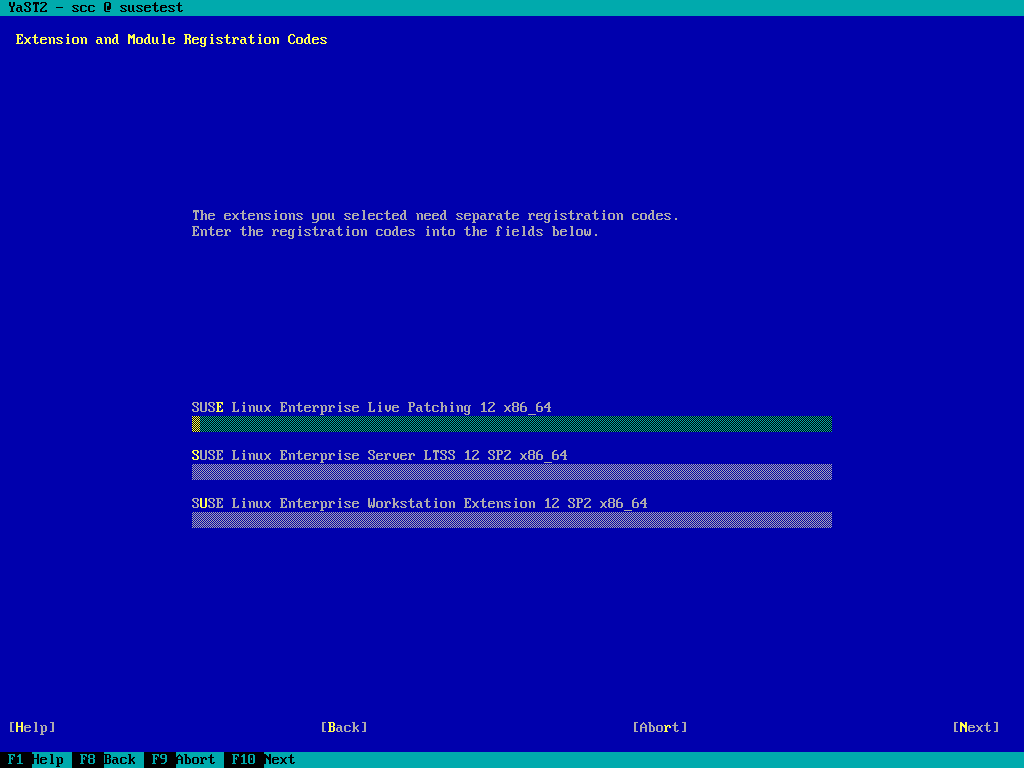 YaST2 - scc @ susetest
Extension and Module Registration Codes
The extensions you selected need separate registration codes.
Enter the registration codes into the fields below.
SUSE Linux Enterprise Live Patching 12 x86_64
SUSE Linux Enterprise Server LTSS 12 SP2 x86_64
SUSE Linux Enterprise Workstation Extension 12 SP2 x86_64
[Help] [Back] [Abort] [Next]
F1 Help F8 Back F9 Abort F10 Next